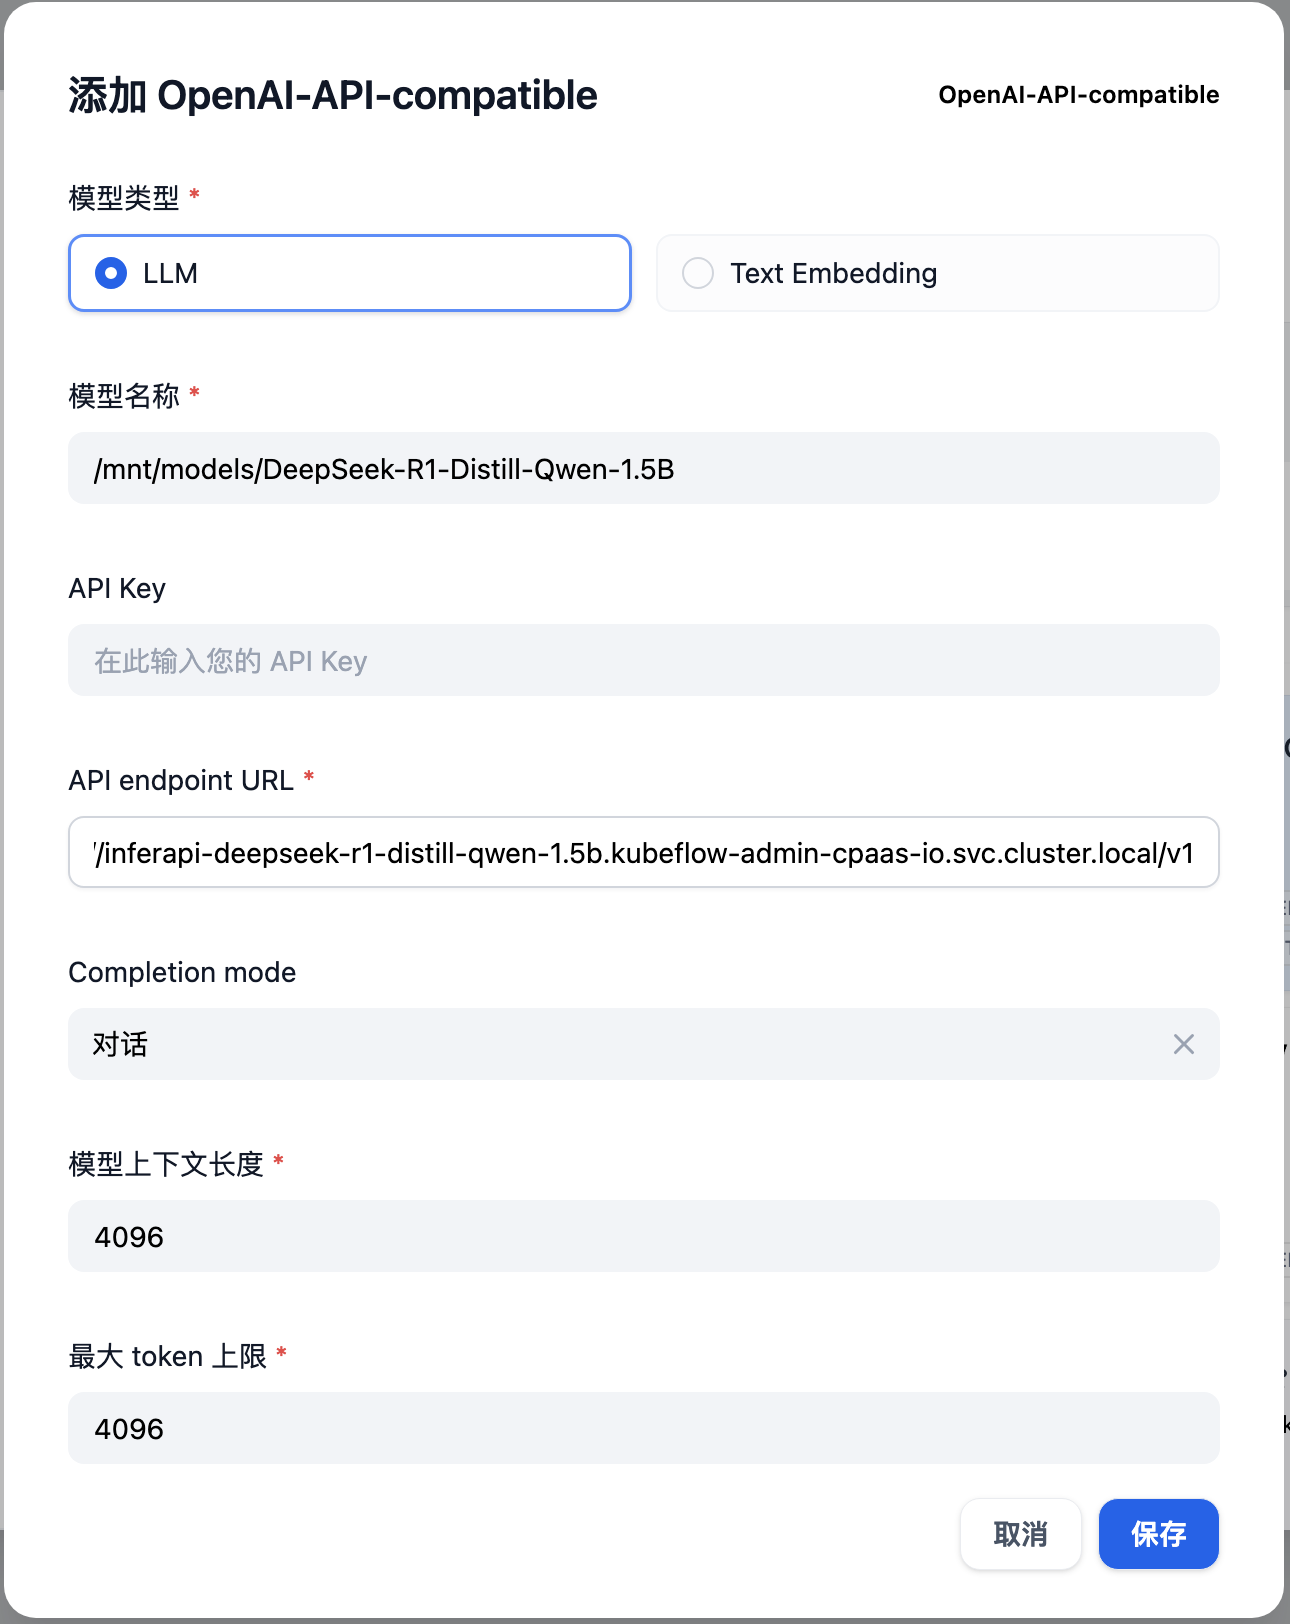 添加 OpenAI-API-compatible
OpenAI-API-compatible
模型类型 *
LLM
Text Embedding
模型名称 *
/mnt/models/DeepSeek-R1-Distill-Qwen-1.5B
API Key
在此输入您的 API Key
API endpoint URL *
/inferapi-deepseek-r1-distill-qwen-1.5b.kubeflow-admin-cpaas-io.svc.cluster.local/v1
Completion mode
对话
模型上下文长度 *
4096
最大 token 上限 *
4096
取消
保存